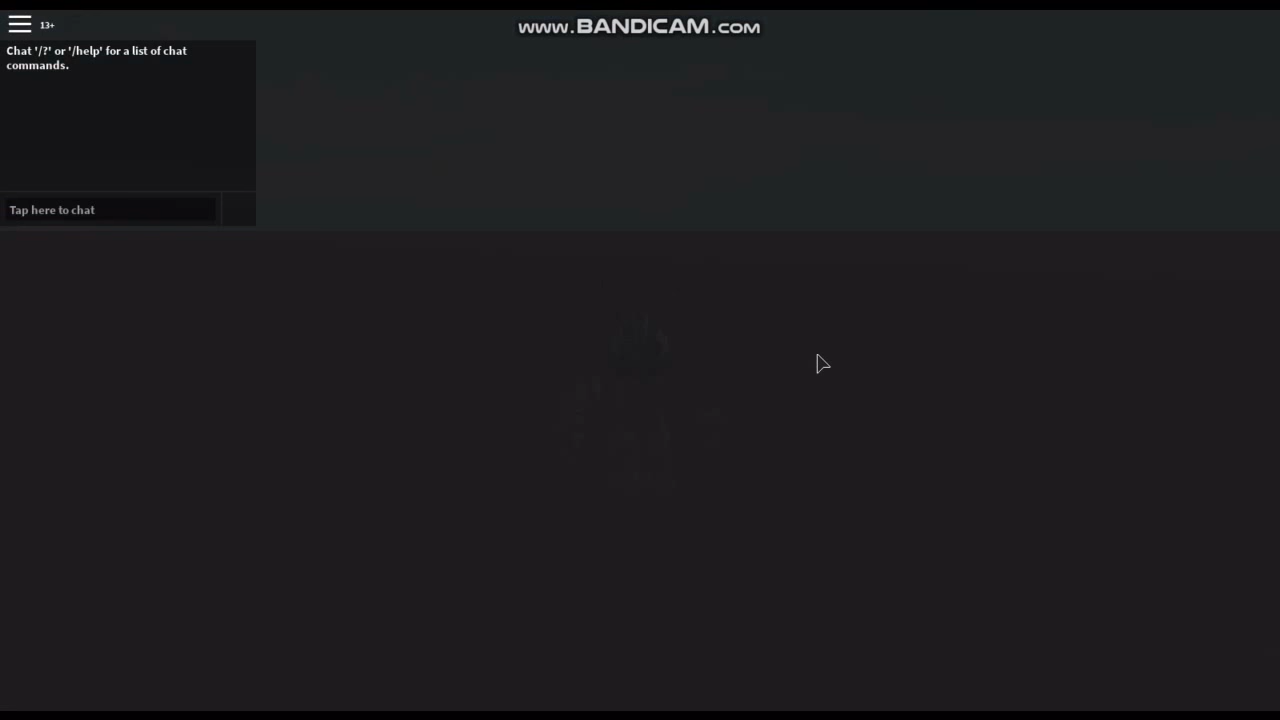 13+
www.BANDICAM.com
Chat '/?' or '/help' for a list of chat
commands.
Tap here to chat